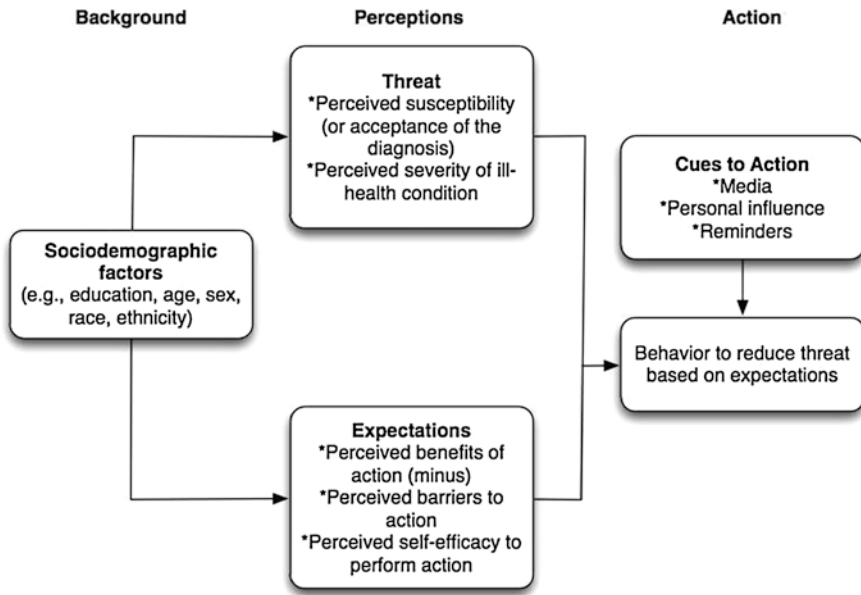 Background
Perceptions
Action
Threat
*Perceived susceptibility
(or acceptance of the
diagnosis)
*Perceived severity of ill-
health condition
Cues to Action
*Media
*Personal influence
*Reminders
Sociodemographic
factors
(e.g., education, age, sex,
race, ethnicity)
Behavior to reduce threat
based on expectations
Expectations
*Perceived benefits of
action (minus)
*Perceived barriers to
action
*Perceived self-efficacy to
perform action